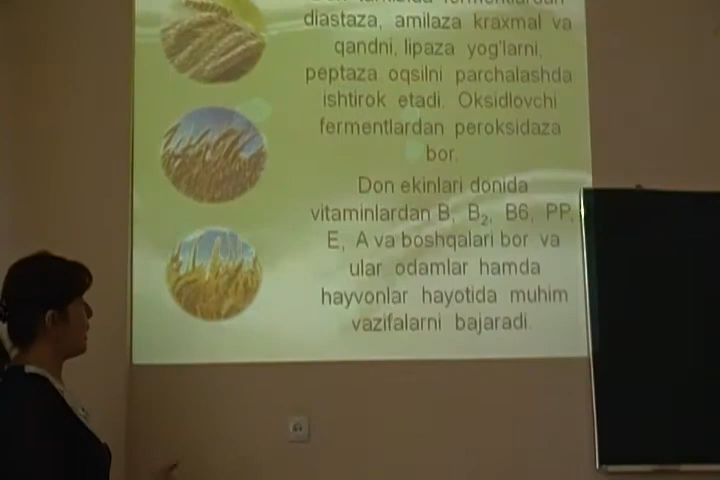 diastaza, amilaza kraxmal va
qandni, lipaza yog'larni,
peptaza oqsilni parchalashda
ishtirok etadi. Oksidlovchi
fermentlardan peroksidaza
bor.
Don ekinlari donida
vitaminlardan B, B₂, B6, PP,
E, A va boshqalari bor va
ular odamlar hamda
hayvonlar hayotida muhim
vazifalarni bajaradi.